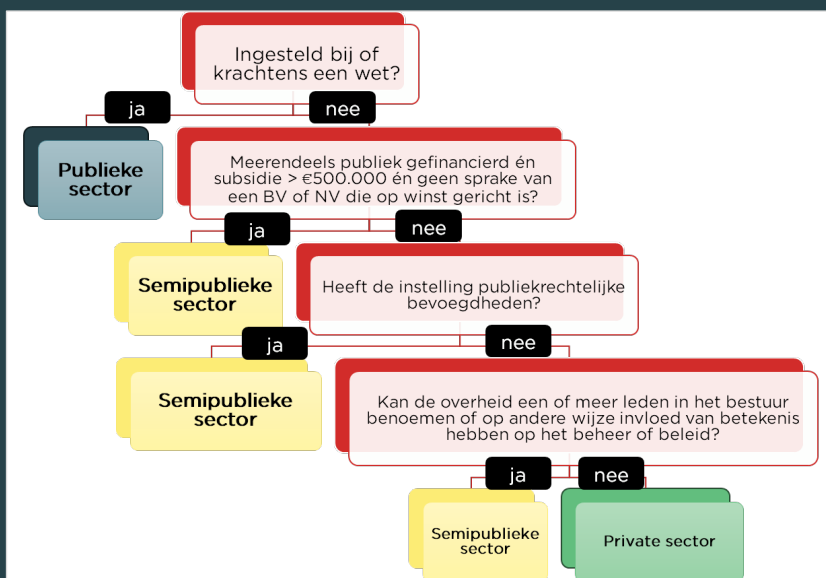 Ingesteld bij of
krachtens een wet?
ja
nee
Publieke
sector
Meerendeels publiek gefinancierd én
subsidie > €500.000 én geen sprake van
een BV of NV die op winst gericht is?
ja
nee
Semipublieke
sector
Heeft de instelling publiekrechtelijke
bevoegdheden?
ja
nee
Semipublieke
sector
Kan de overheid een of meer leden in het bestuur
benoemen of op andere wijze invloed van betekenis
hebben op het beheer of beleid?
ja
nee
Semipublieke
sector
Private sector